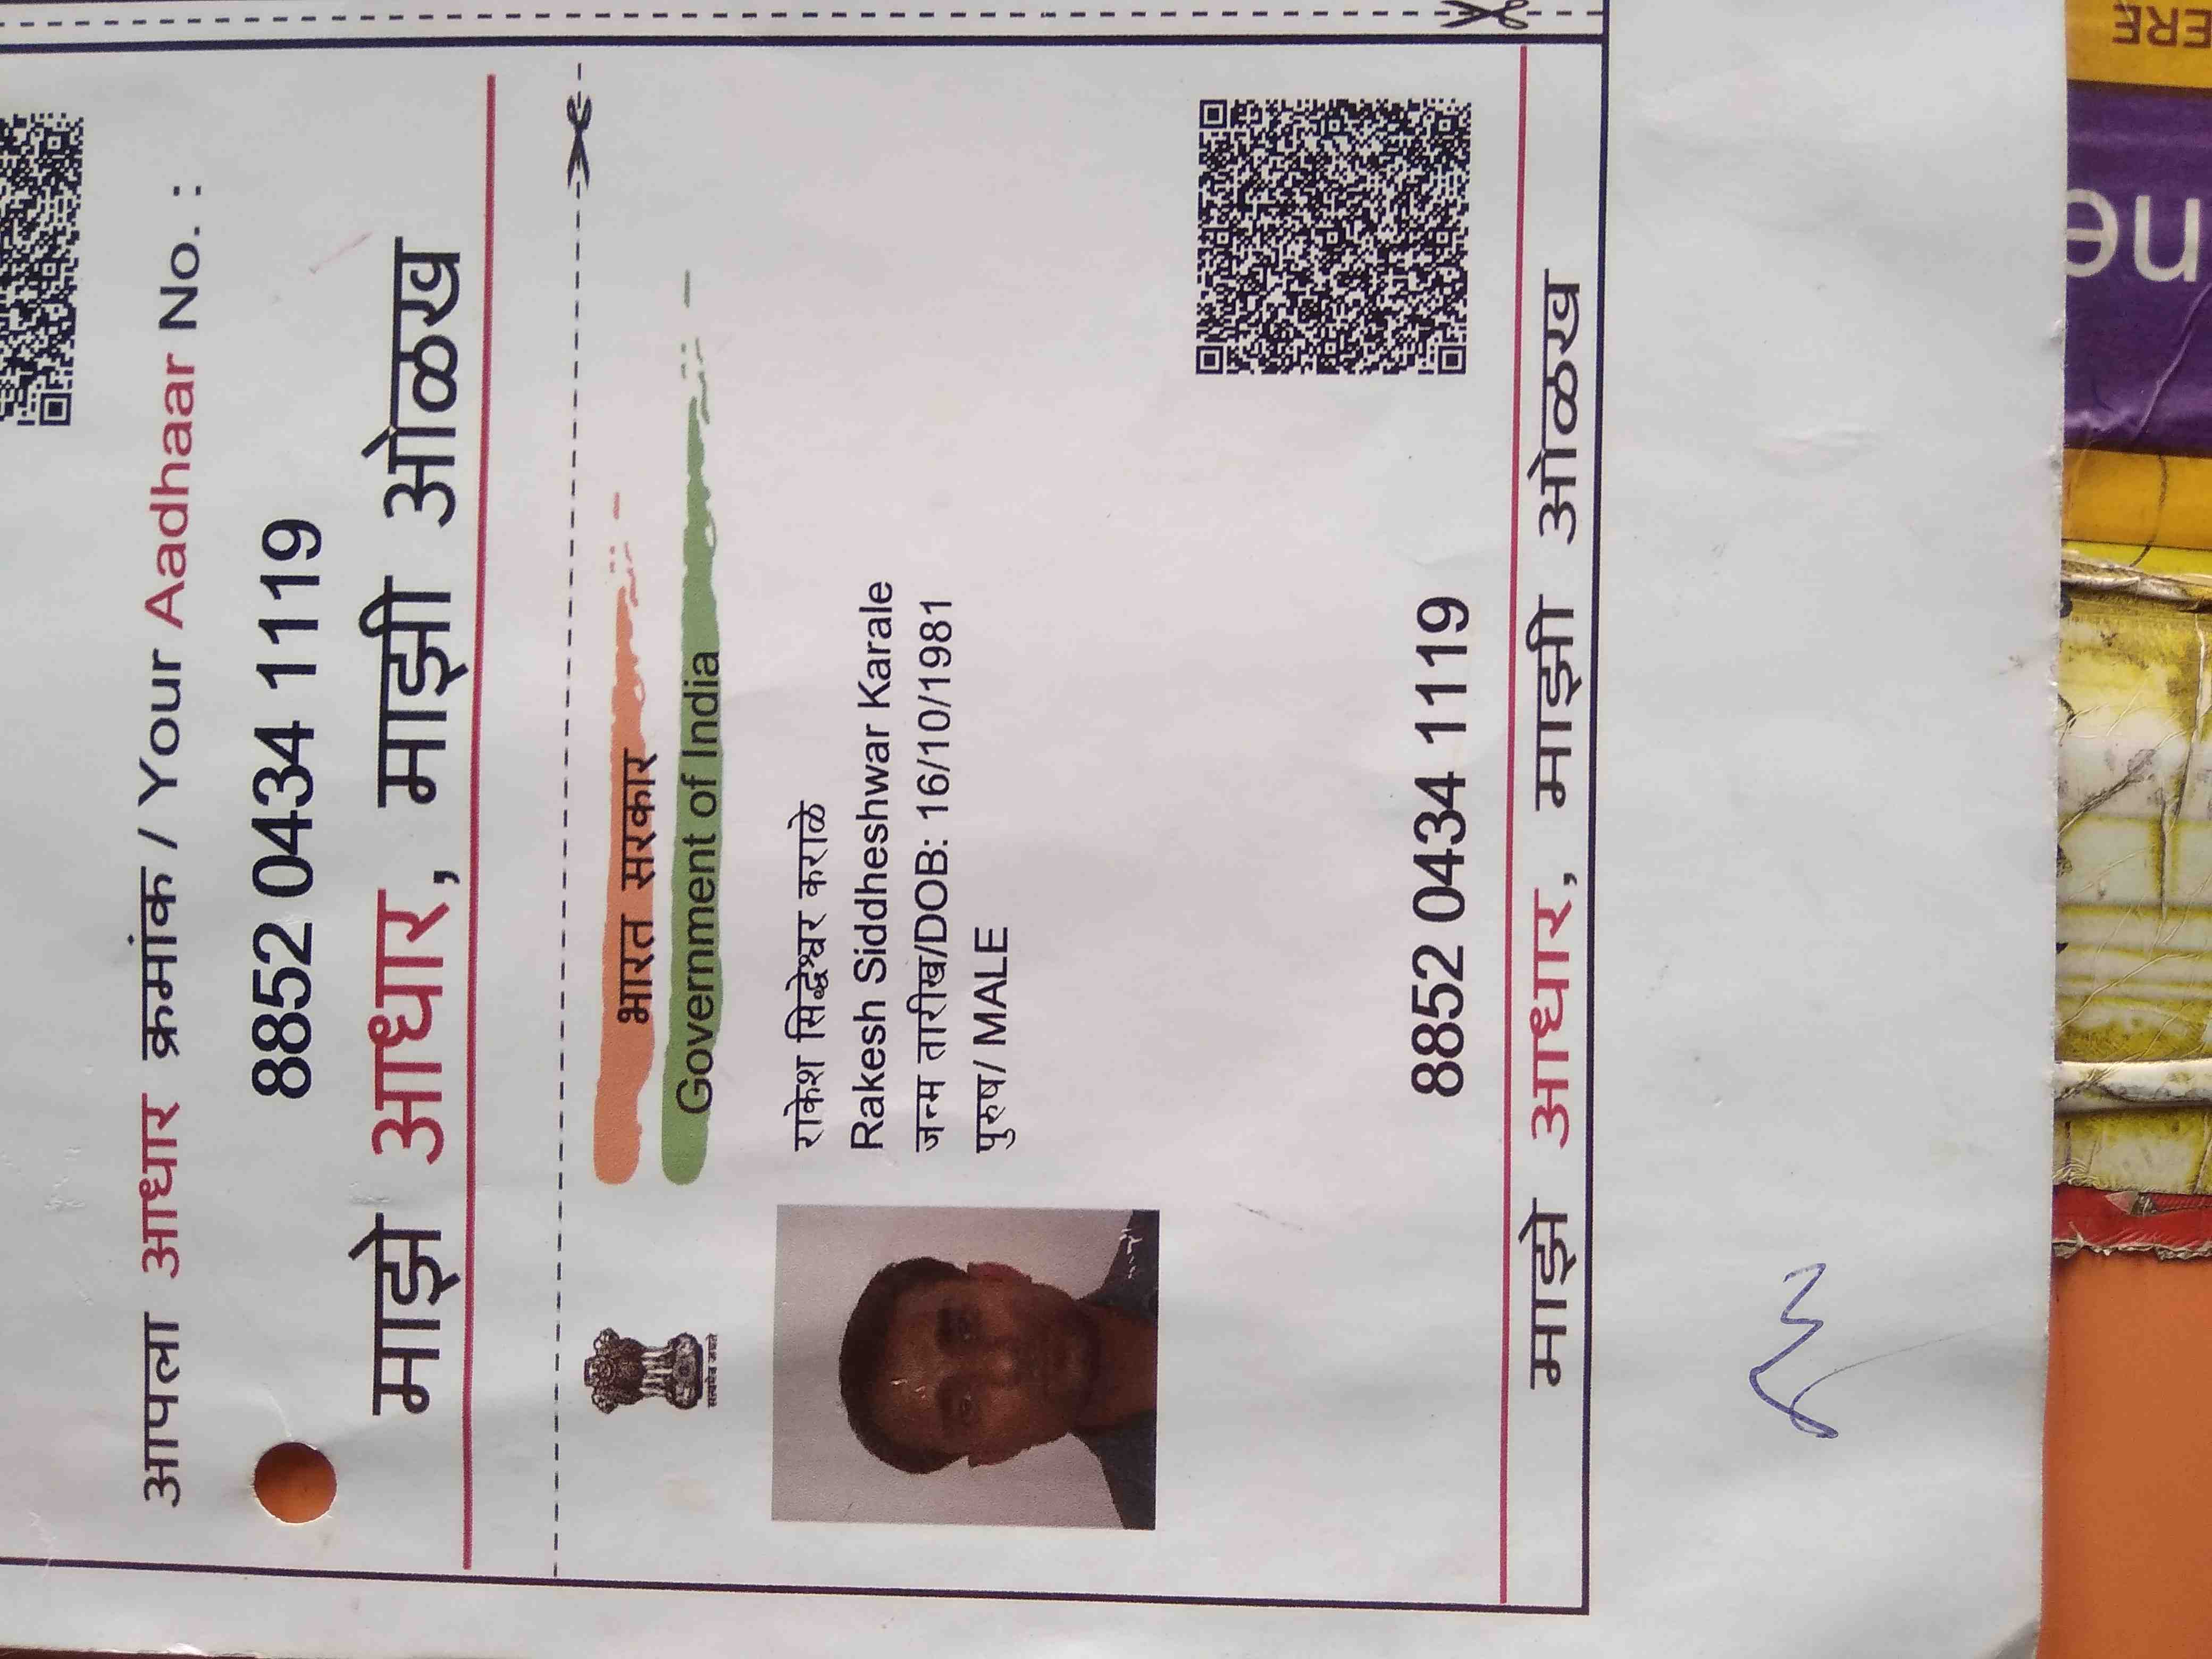 आपला आधार क्रमांक / Your Aadhaar No. :
8852 0434 1119
माझे आधार, माझी ओळख
भारत सरकार
Government of India
सत्यमेव जयते
राकेश सिद्धेश्वर कराळे
Rakesh Siddheshwar Karale
जन्म तारीख/DOB: 16/10/1981
पुरुष/ MALE
8852 0434 1119
माझे आधार, माझी ओळख
ERE
ne